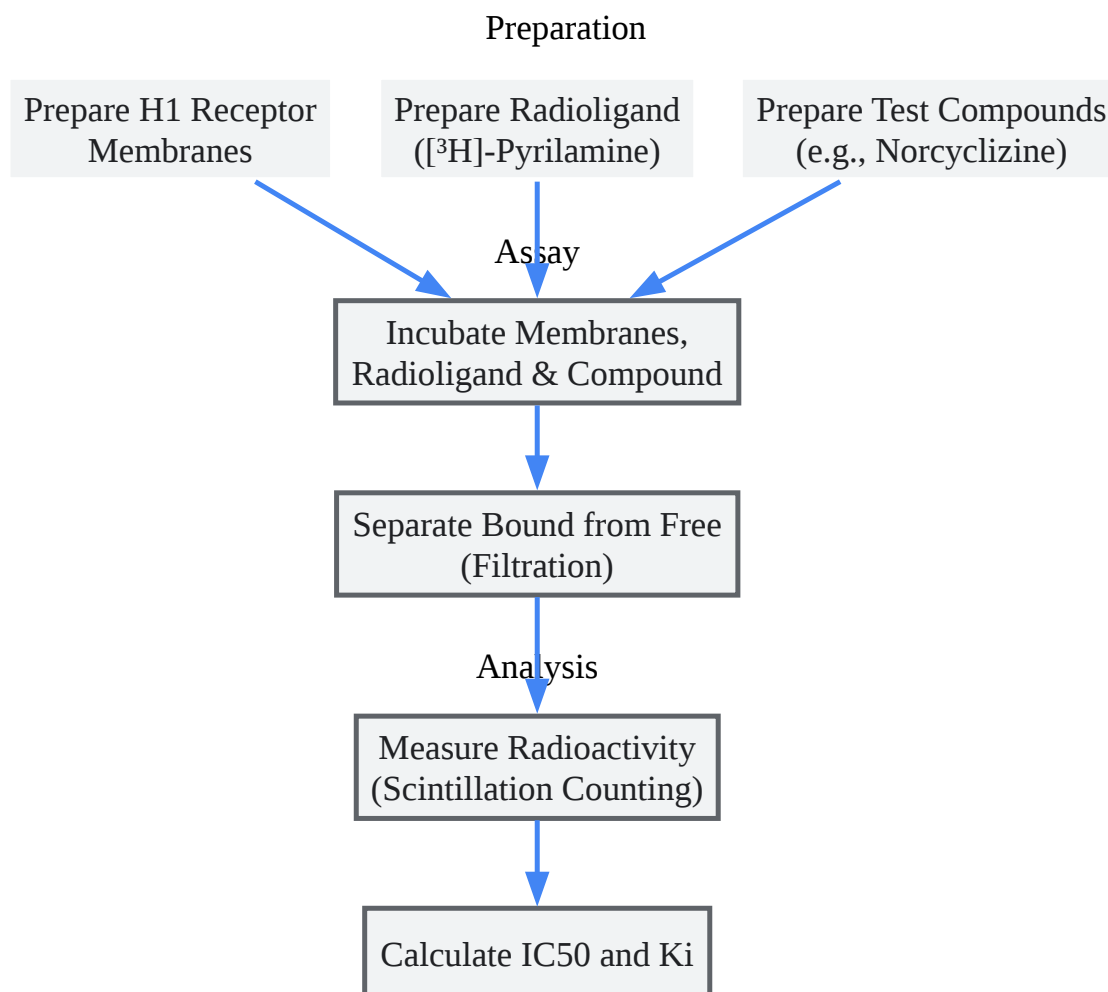 Preparation
Prepare H1 Receptor
Membranes
Prepare Radioligand
([³H]-Pyrilamine)
Prepare Test Compounds
(e.g., Norcyclizine)
Assay
Incubate Membranes,
Radioligand & Compound
Separate Bound from Free
(Filtration)
Analysis
Measure Radioactivity
(Scintillation Counting)
Calculate IC50 and Ki